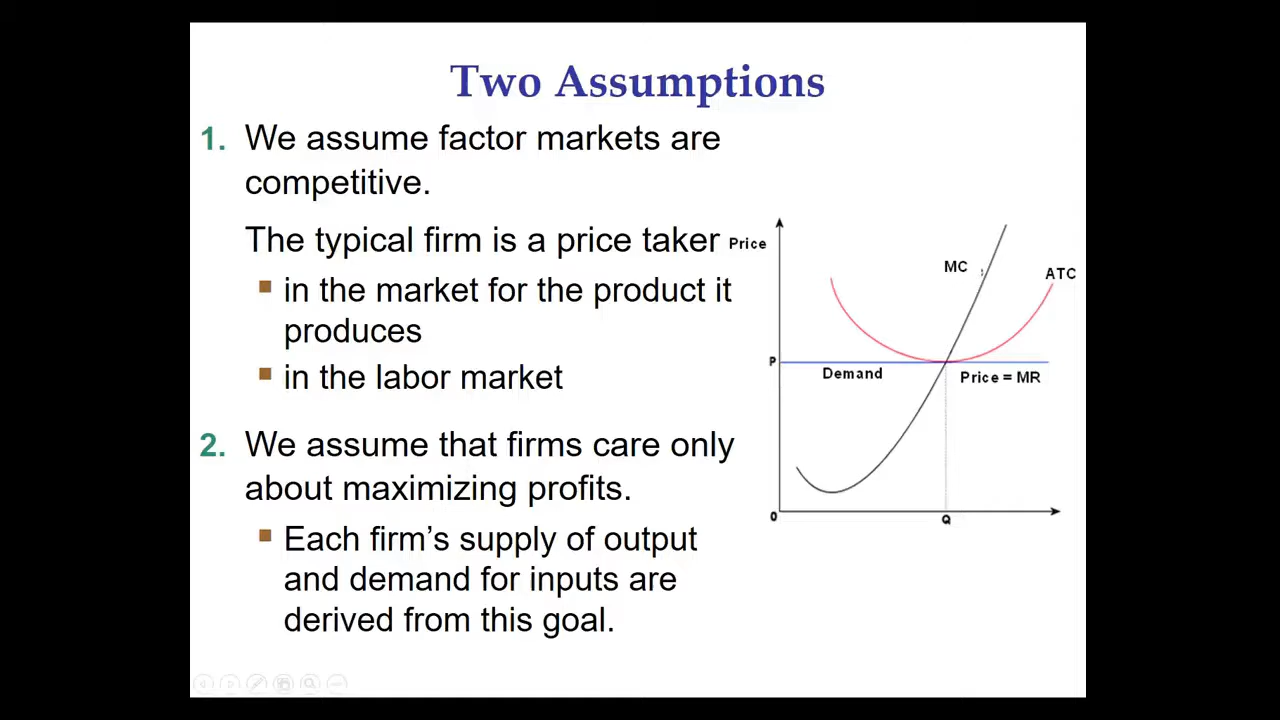 Two Assumptions
1. We assume factor markets are
competitive.
The typical firm is a price taker
in the market for the product it
produces
in the labor market
2. We assume that firms care only
about maximizing profits.
Each firm’s supply of output
and demand for inputs are
derived from this goal.
Price
MC
ATC
P
Demand
Price = MR
0
Q